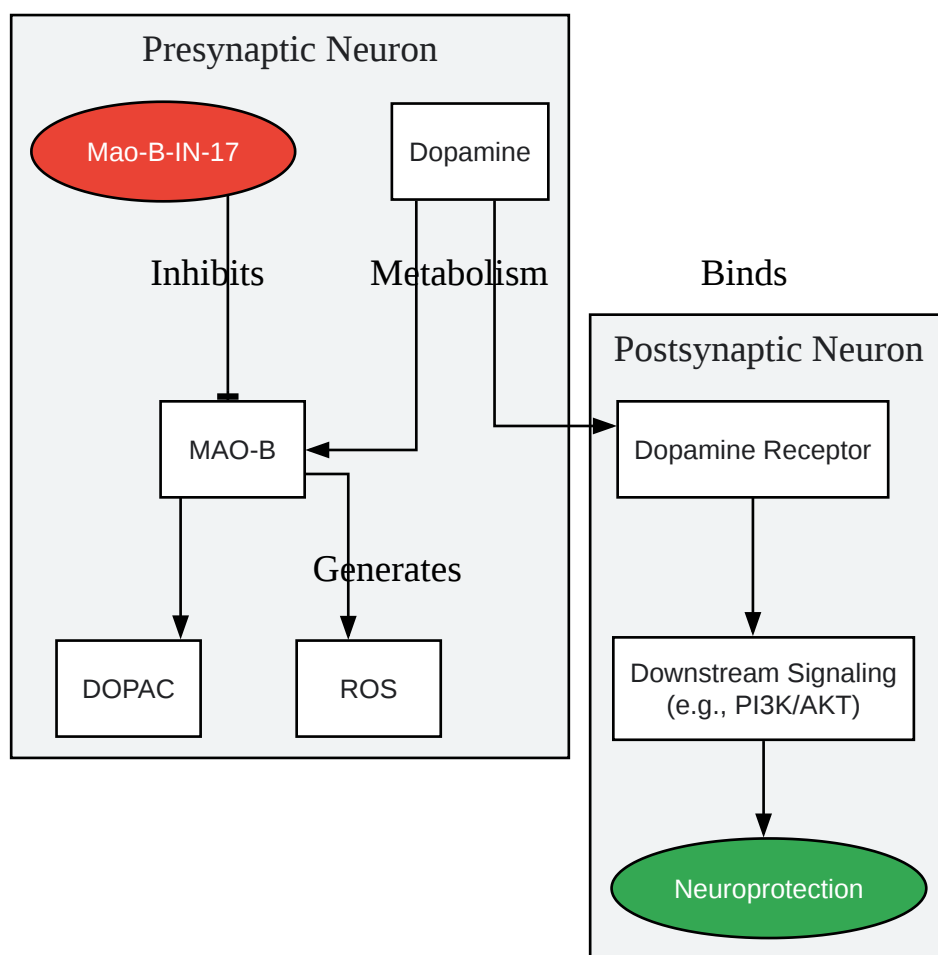 Presynaptic Neuron
Mao-B-IN-17
Dopamine
Inhibits
Metabolism
Binds
Postsynaptic Neuron
MAO-B
Dopamine Receptor
Generates
DOPAC
ROS
Downstream Signaling
(e.g., PI3K/AKT)
Neuroprotection